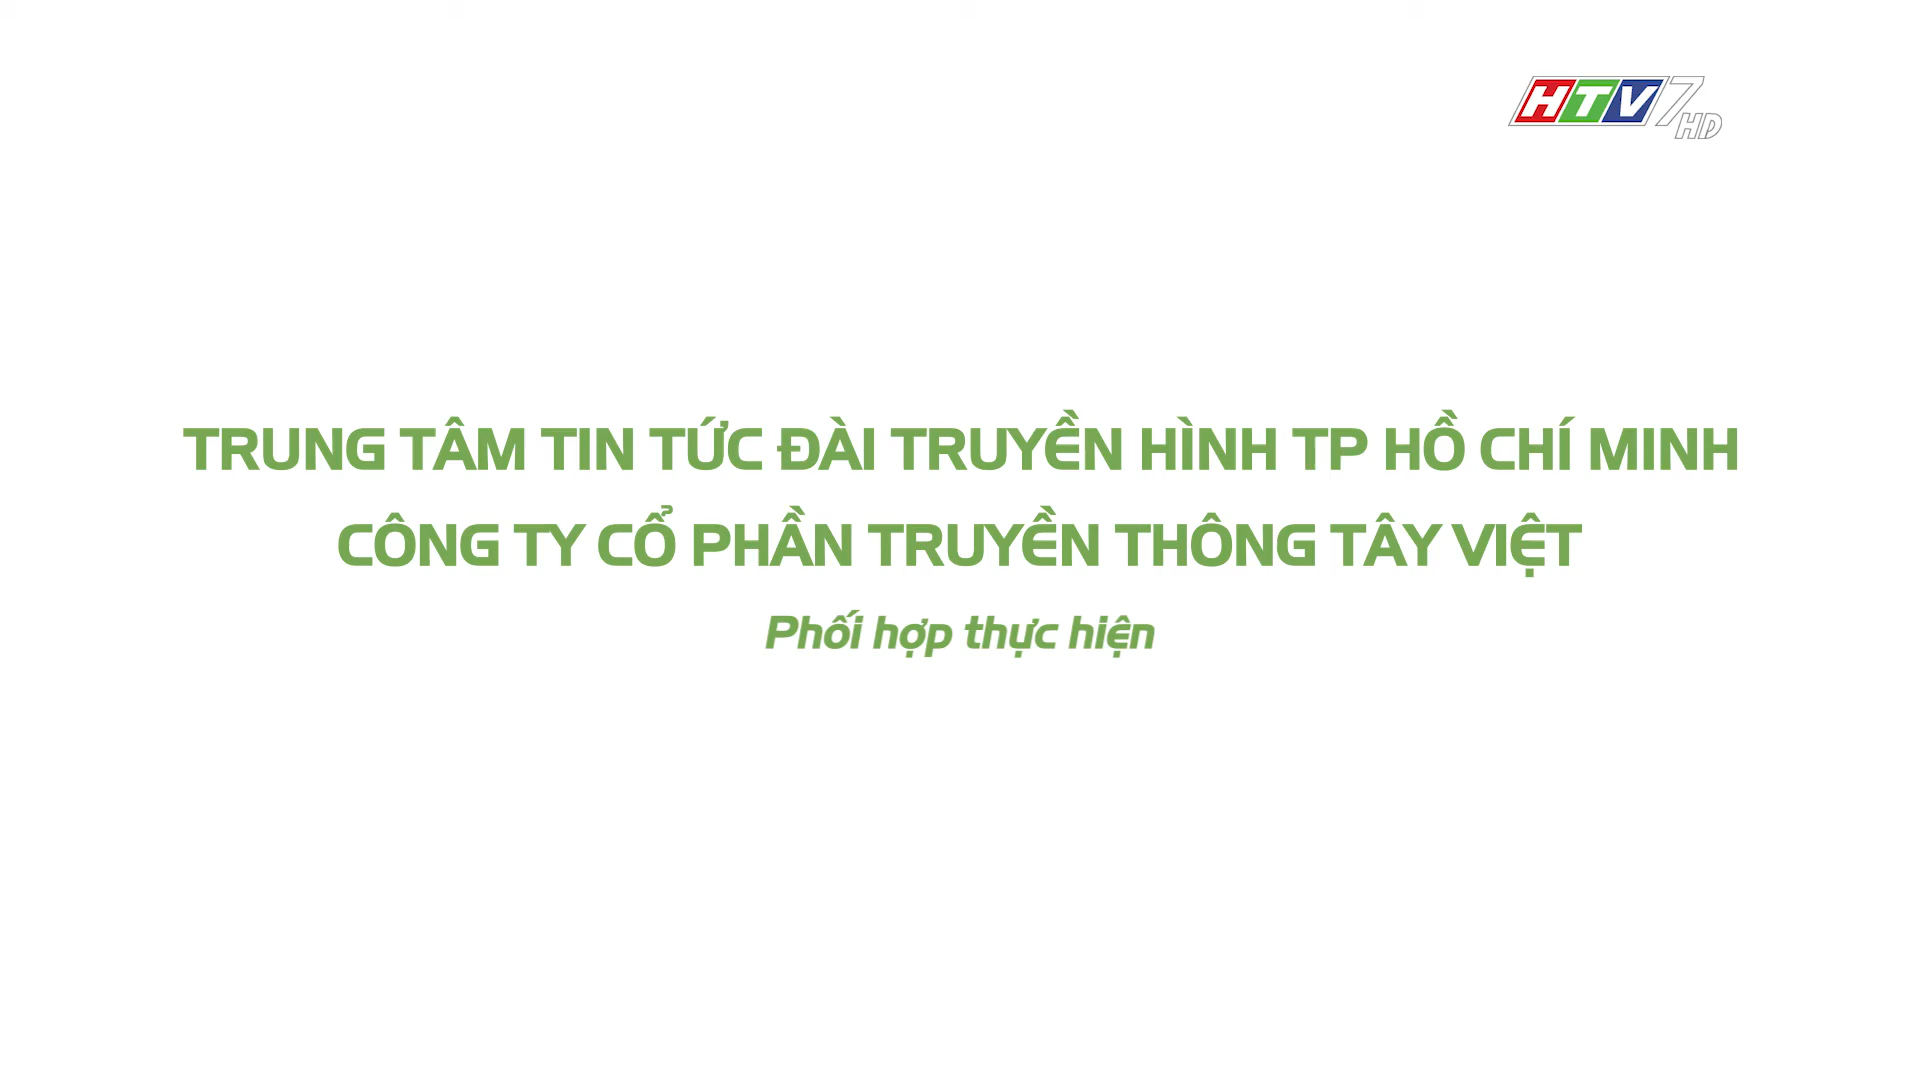 HTV7
HD
TRUNG TÂM TIN TỨC ĐÀI TRUYỀN HÌNH TP HỒ CHÍ MINH
CÔNG TY CỔ PHẦN TRUYỀN THÔNG TÂY VIỆT
Phối hợp thực hiện